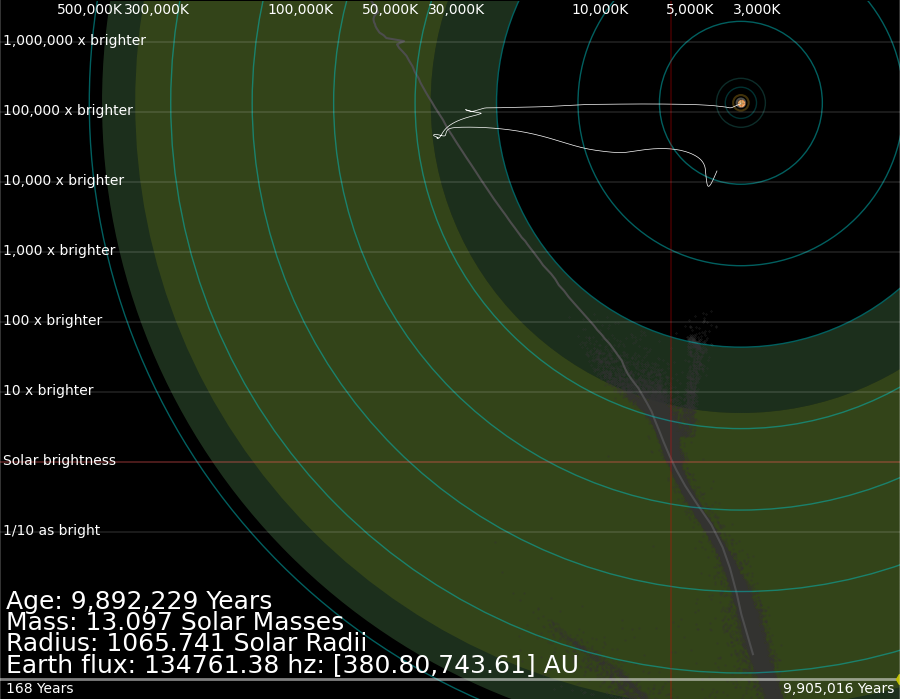 500,000K 300,000K 100,000K 50,000K 30,000K 10,000K 5,000K 3,000K
1,000,000 x brighter
100,000 x brighter
10,000 x brighter
1,000 x brighter
100 x brighter
10 x brighter
Solar brightness
1/10 as bright
Age: 9,892,229 Years
Mass: 13.097 Solar Masses
Radius: 1065.741 Solar Radii
Earth flux: 134761.38 hz: [380.80,743.61] AU
168 Years 9,905,016 Years